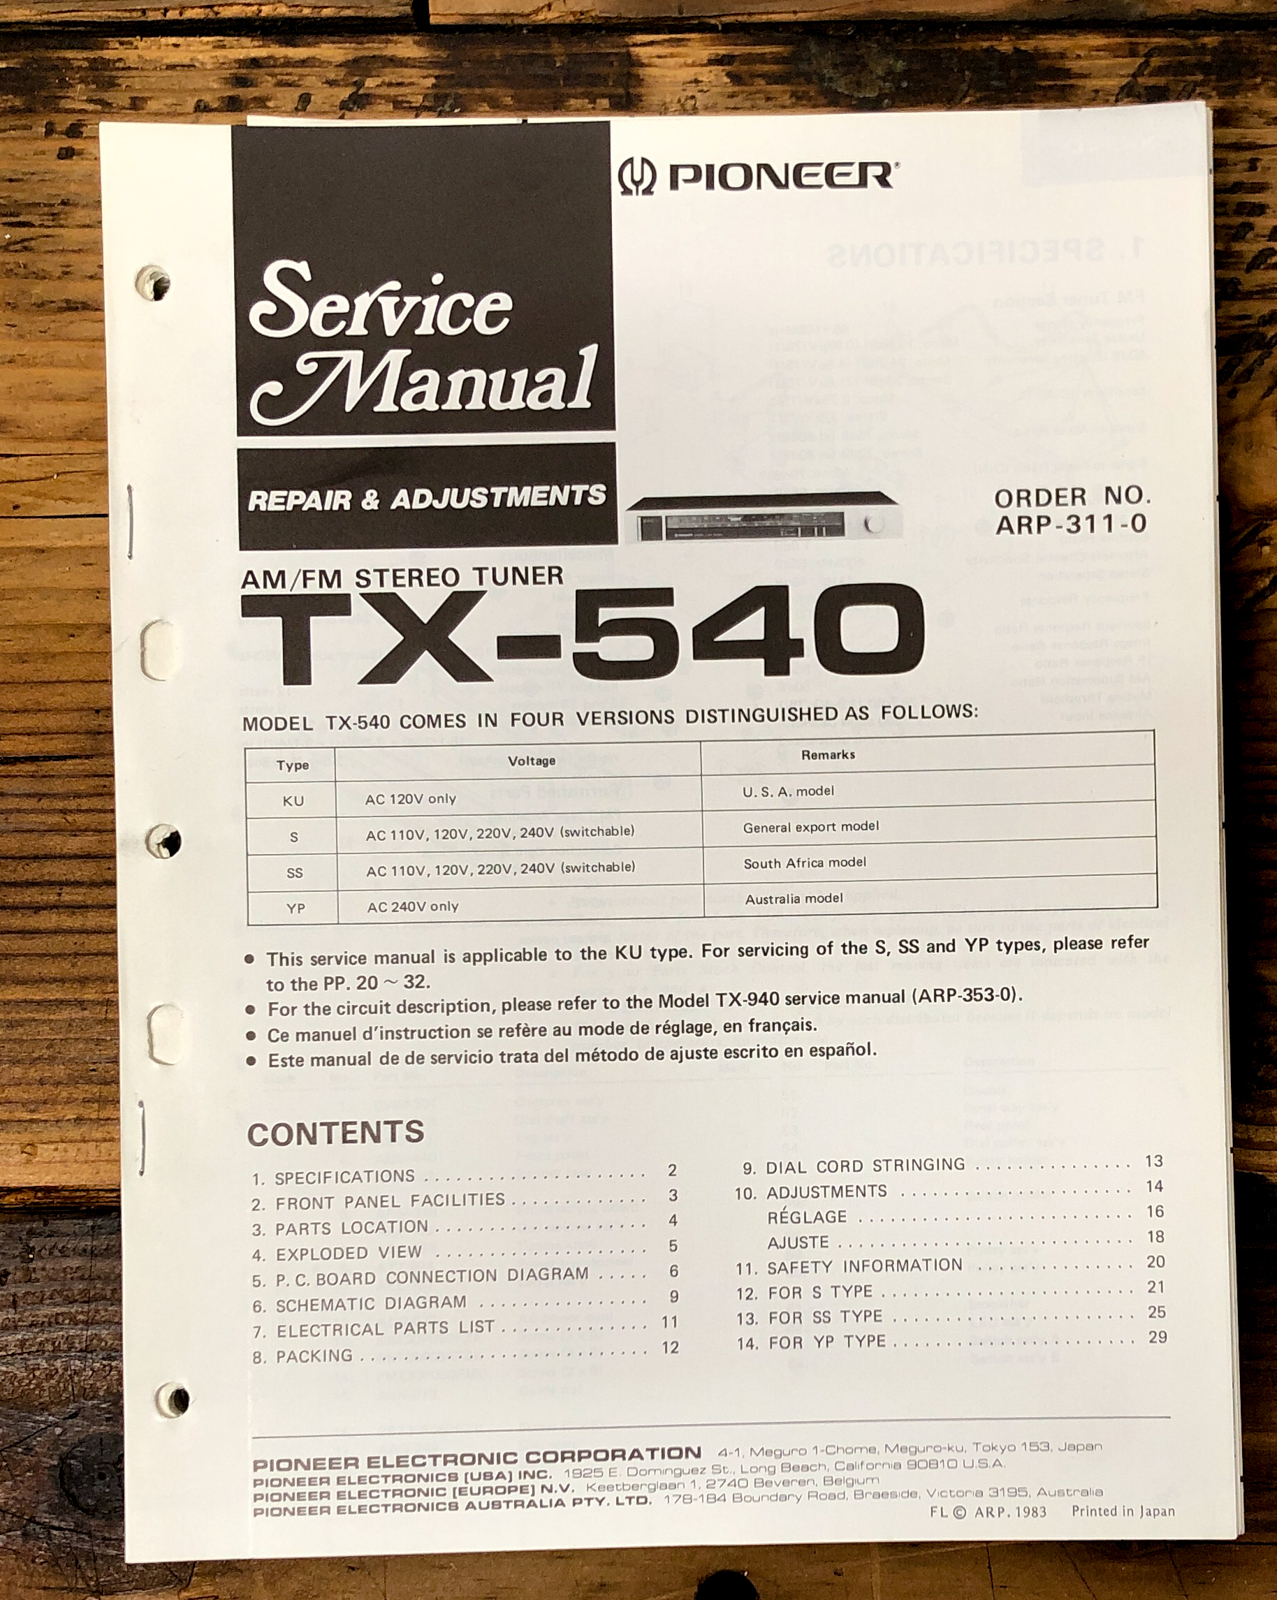 PIONEER
Service
Manual
REPAIR & ADJUSTMENTS
ORDER NO.
ARP-311-0
AM/FM STEREO TUNER
TX-540
MODEL TX-540 COMES IN FOUR VERSIONS DISTINGUISHED AS FOLLOWS:
Type Voltage Remarks
KU AC 120V only U. S. A. model
S AC 110V, 120V, 220V, 240V (switchable) General export model
SS AC 110V, 120V, 220V, 240V (switchable) South Africa model
YP AC 240V only Australia model
● This service manual is applicable to the KU type. For servicing of the S, SS and YP types, please refer
to the PP. 20 ~ 32.
● For the circuit description, please refer to the Model TX-940 service manual (ARP-353-0).
● Ce manuel d'instruction se refère au mode de réglage, en français.
● Este manual de de servicio trata del método de ajuste escrito en español.
CONTENTS
1. SPECIFICATIONS . . . . . . . . . . . . . . . . . . . . . 2
2. FRONT PANEL FACILITIES . . . . . . . . . . . . . 3
3. PARTS LOCATION . . . . . . . . . . . . . . . . . . . . 4
4. EXPLODED VIEW . . . . . . . . . . . . . . . . . . . . 5
5. P. C. BOARD CONNECTION DIAGRAM . . . . . 6
6. SCHEMATIC DIAGRAM . . . . . . . . . . . . . . . . 9
7. ELECTRICAL PARTS LIST . . . . . . . . . . . . . . 11
8. PACKING . . . . . . . . . . . . . . . . . . . . . . . . . . . 12
9. DIAL CORD STRINGING . . . . . . . . . . . . . . . 13
10. ADJUSTMENTS . . . . . . . . . . . . . . . . . . . . . . 14
RÉGLAGE . . . . . . . . . . . . . . . . . . . . . . . . . . 16
AJUSTE . . . . . . . . . . . . . . . . . . . . . . . . . . . . 18
11. SAFETY INFORMATION . . . . . . . . . . . . . . . 20
12. FOR S TYPE . . . . . . . . . . . . . . . . . . . . . . . . 21
13. FOR SS TYPE . . . . . . . . . . . . . . . . . . . . . . . 25
14. FOR YP TYPE . . . . . . . . . . . . . . . . . . . . . . . 29
PIONEER ELECTRONIC CORPORATION 4-1, Meguro 1-Chome, Meguro-ku, Tokyo 153, Japan
PIONEER ELECTRONICS [USA] INC. 1925 E. Dominguez St., Long Beach, California 90810 U.S.A.
PIONEER ELECTRONIC [EUROPE] N.V. Keetberglaan 1, 2740 Beveren, Belgium
PIONEER ELECTRONICS AUSTRALIA PTY. LTD. 178-184 Boundary Road, Braeside, Victoria 3195, Australia
FL © ARP. 1983 Printed in Japan